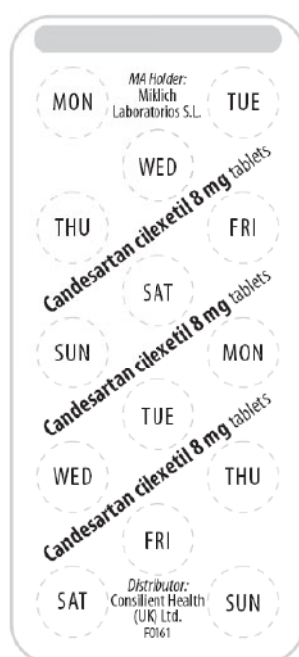 MA Holder:
Miklich
Laboratorios S.L.
MON
TUE
WED
Candesartan cilexetil 8 mg tablets
THU
FRI
SAT
Candesartan cilexetil 8 mg tablets
SUN
MON
TUE
Candesartan cilexetil 8 mg tablets
WED
THU
FRI
SAT
Distributor:
Consilient Health
(UK) Ltd.
F0161
SUN